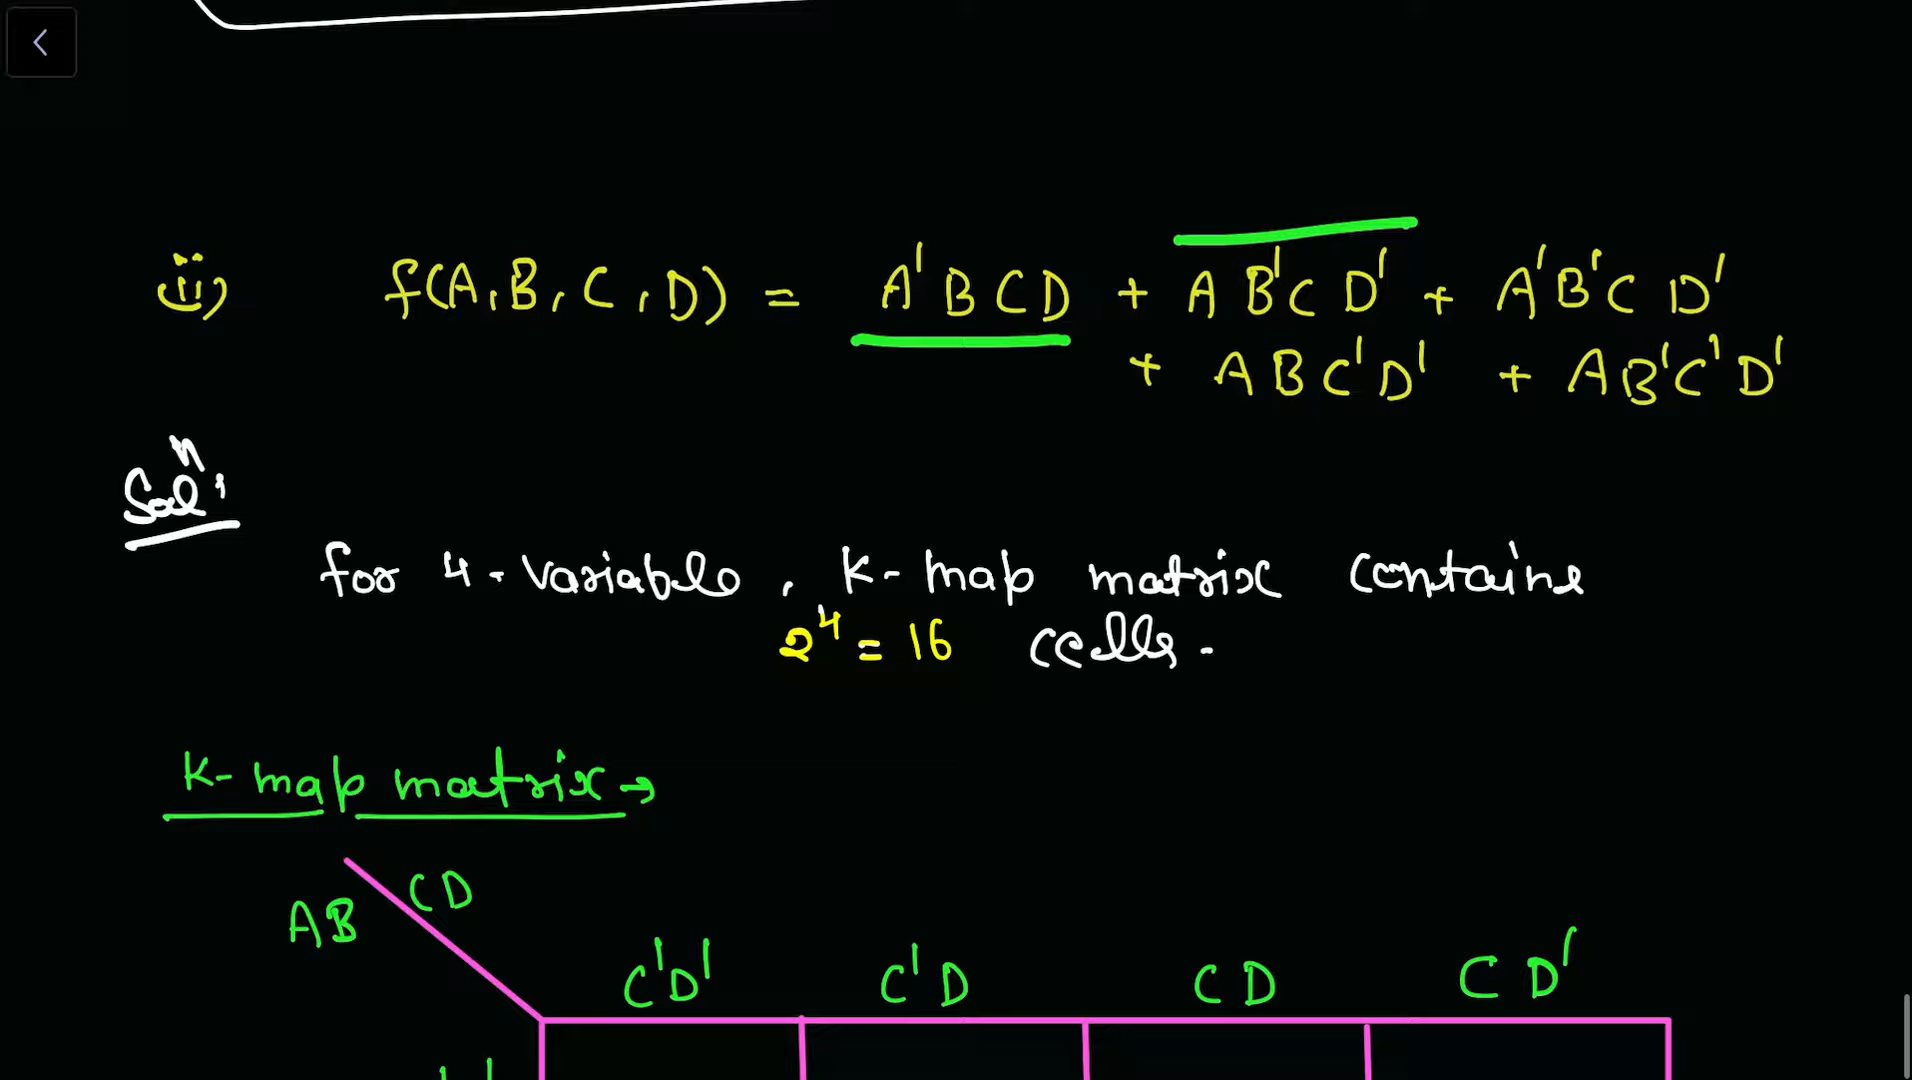 ii) f(A,B,C,D) = A'BCD + AB'CD' + A'B'CD'
+ ABC'D' + AB'C'D'
Solⁿ:
for 4-variable, K-map matrix contains
2⁴ = 16 cells.
K-map matrix →
CD
AB
C'D' C'D CD CD'